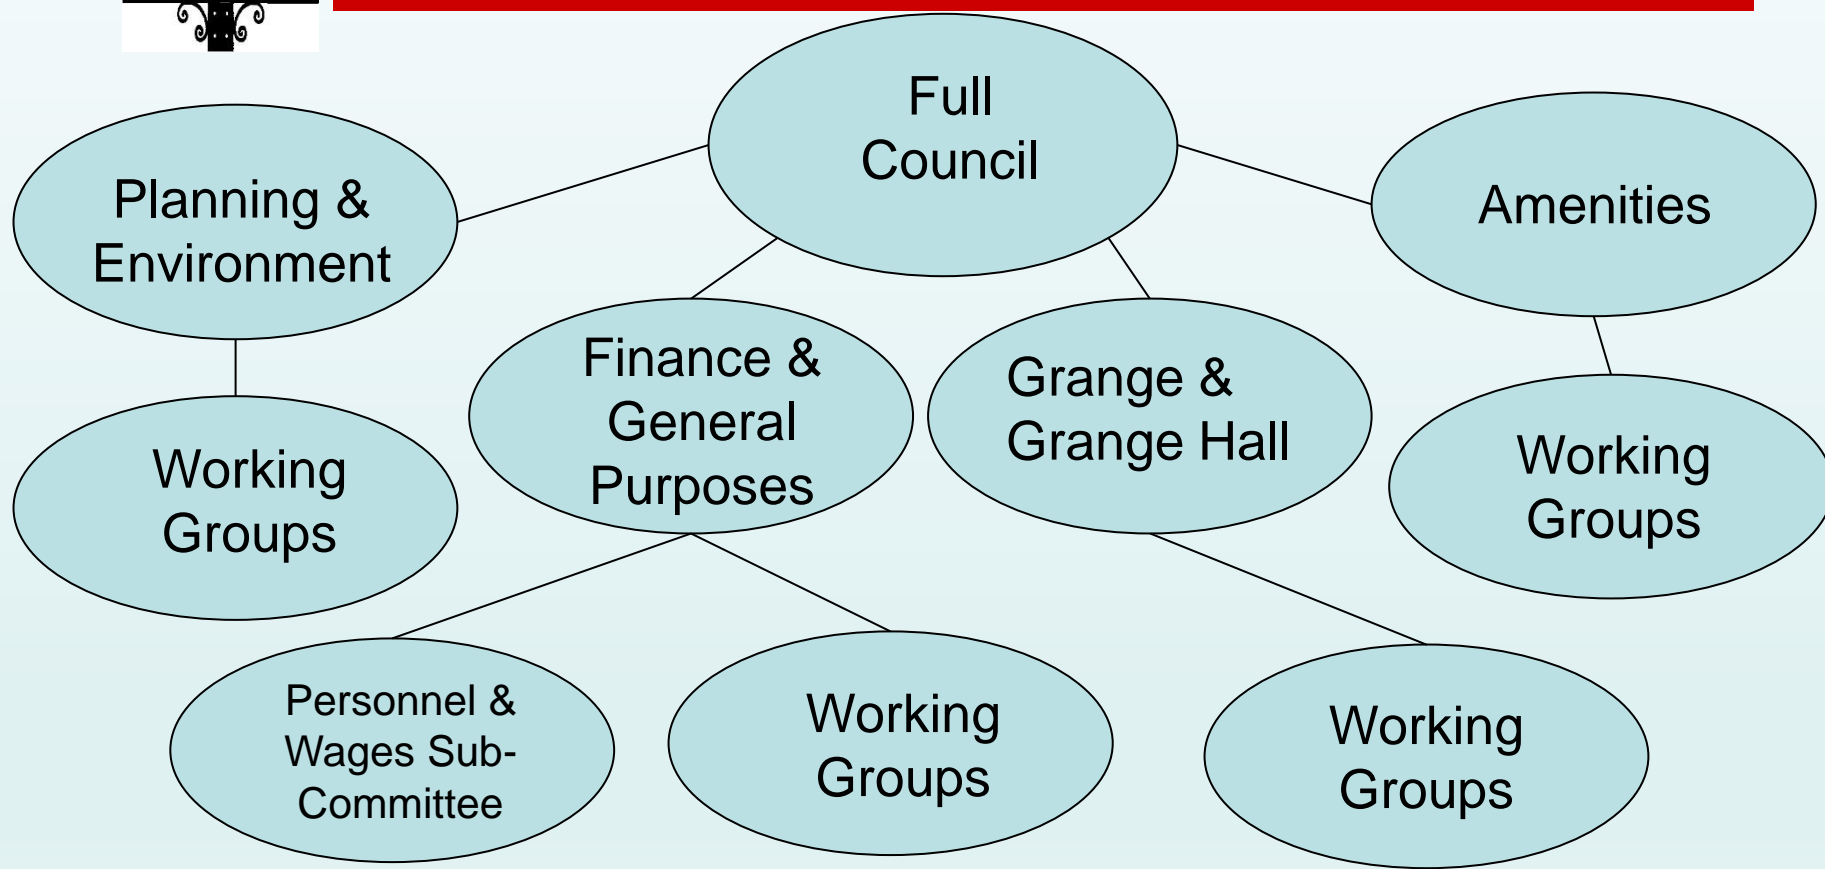 Full
Council
Planning &
Environment
Amenities
Finance &
General
Purposes
Grange &
Grange Hall
Working
Groups
Working
Groups
Personnel &
Wages Sub-
Committee
Working
Groups
Working
Groups